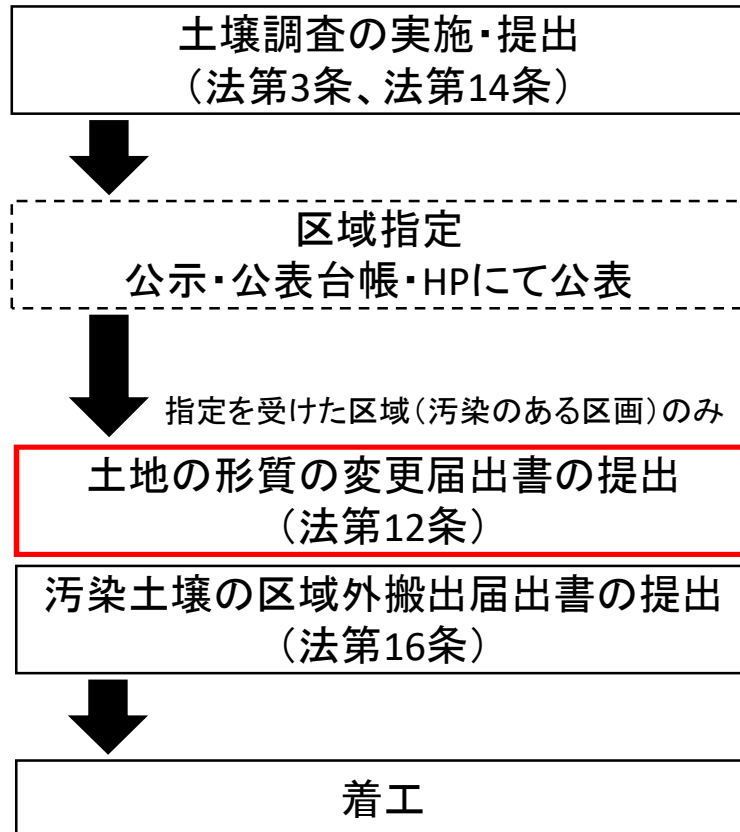 土壌調査の実施・提出
（法第3条、法第14条）
区域指定
公示・公表台帳・HPにて公表
指定を受けた区域（汚染のある区画）のみ
土地の形質の変更届出書の提出
（法第12条）
汚染土壌の区域外搬出届出書の提出
（法第16条）
着工